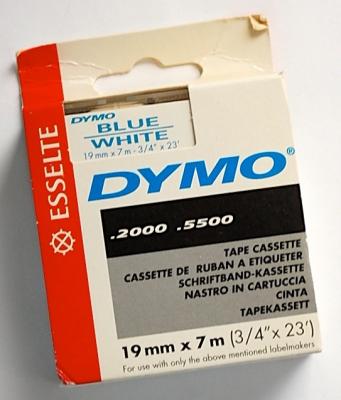 DYMO
BLUE
WHITE
19 mm x 7 m - 3/4" x 23'
ESSELTE
DYMO®
.2000 .5500
TAPE CASSETTE
CASSETTE DE RUBAN A ETIQUETER
SCHRIFTBAND-KASSETTE
NASTRO IN CARTUCCIA
CINTA
TAPEKASSETT
19 mm x 7 m (3/4" x 23')
For use with only the above mentioned labelmakers